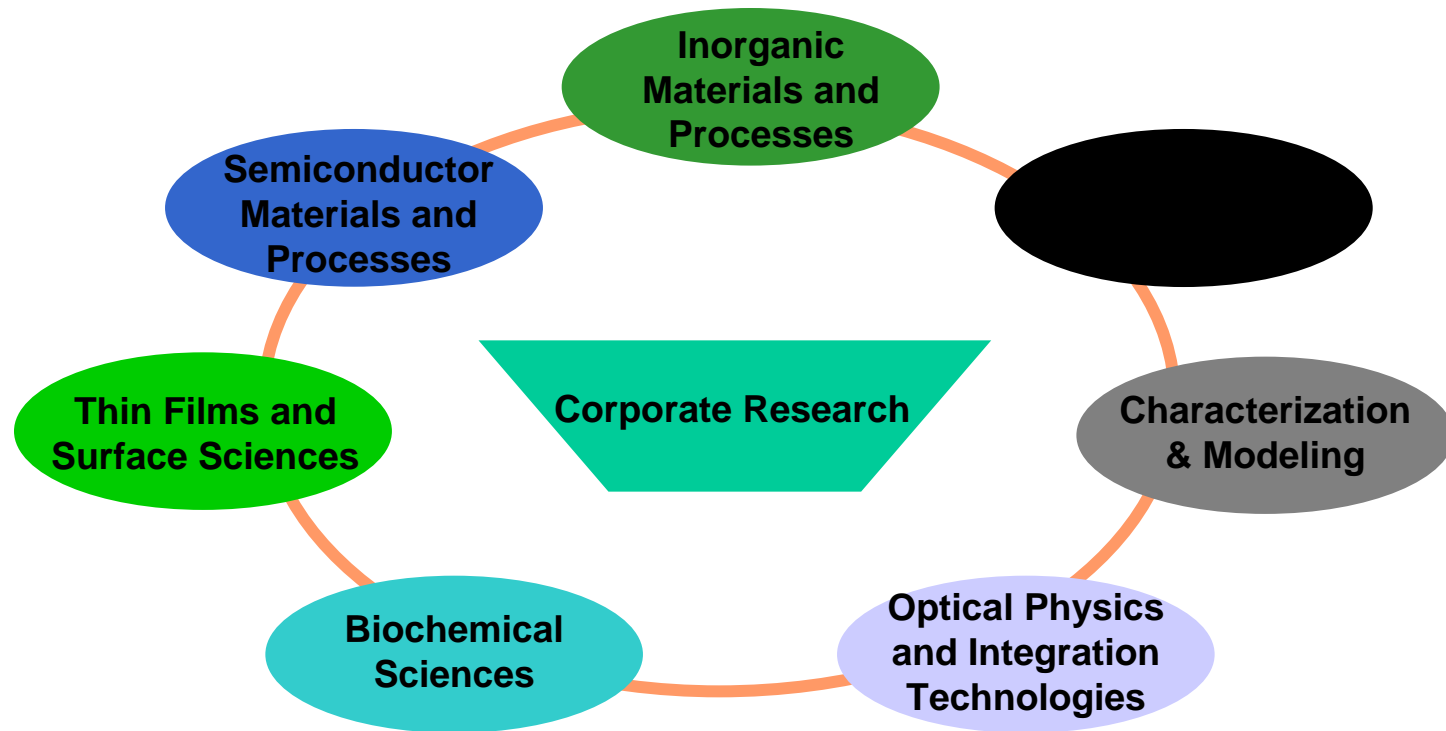 Inorganic
Materials and
Processes
Semiconductor
Materials and
Processes
Thin Films and
Surface Sciences
Corporate Research
Characterization
& Modeling
Biochemical
Sciences
Optical Physics
and Integration
Technologies